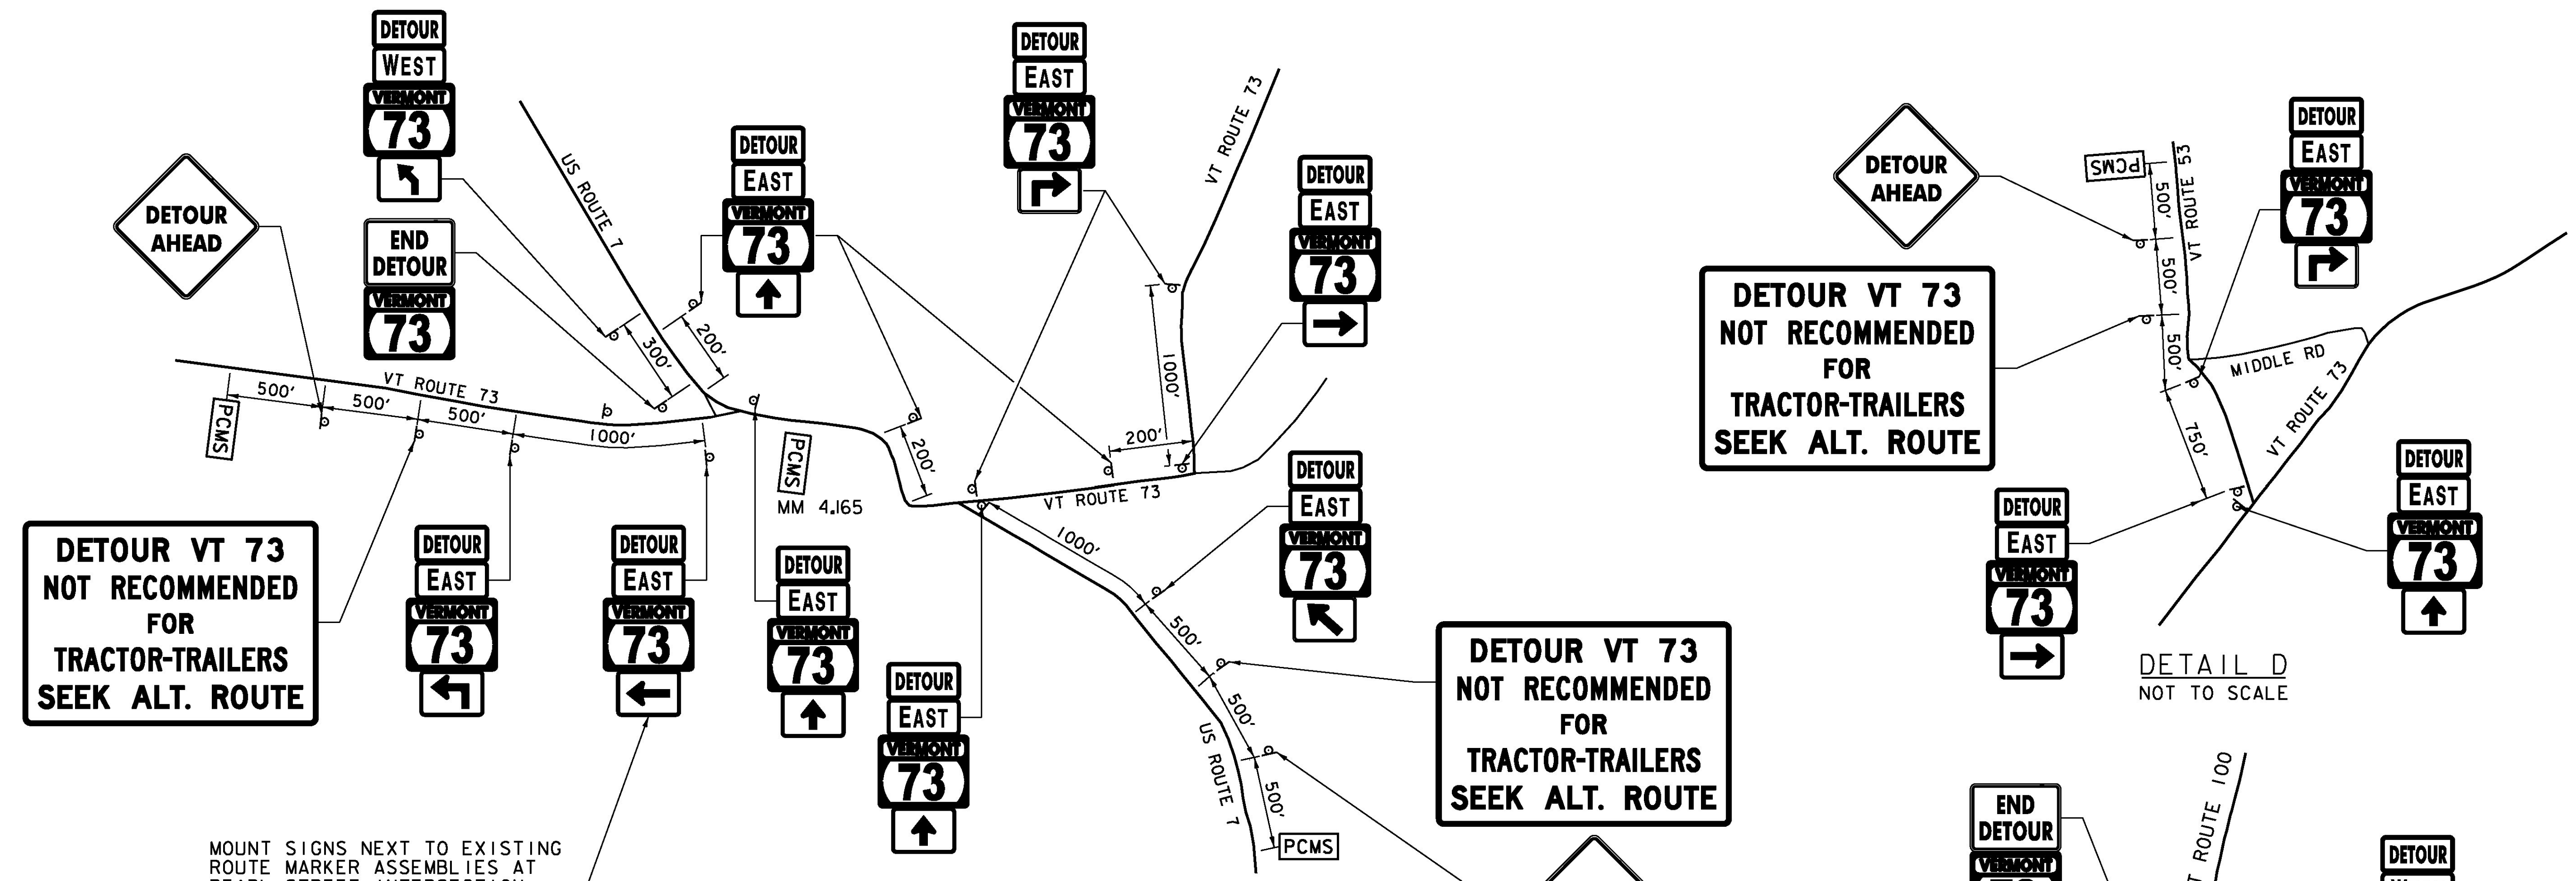 DETOUR
WEST
VERMONT
73
DETOUR
AHEAD
END
DETOUR
VERMONT
73
US ROUTE 7
DETOUR
EAST
VERMONT
73
DETOUR
EAST
VERMONT
73
VT ROUTE 73
DETOUR
EAST
VERMONT
73
300'
200'
VT ROUTE 73
500'
500'
500'
1000'
PCMS
PCMS
MM 4.165
200'
200'
1000'
VT ROUTE 73
DETOUR VT 73
NOT RECOMMENDED
FOR
TRACTOR-TRAILERS
SEEK ALT. ROUTE
DETOUR
EAST
VERMONT
73
DETOUR
EAST
VERMONT
73
DETOUR
EAST
VERMONT
73
DETOUR
EAST
VERMONT
73
DETOUR
EAST
VERMONT
73
1000'
500'
500'
500'
US ROUTE 7
PCMS
DETOUR VT 73
NOT RECOMMENDED
FOR
TRACTOR-TRAILERS
SEEK ALT. ROUTE
MOUNT SIGNS NEXT TO EXISTING
ROUTE MARKER ASSEMBLIES AT
PEARL STREET INTERSECTION
DETOUR
AHEAD
PCMS
500'
VT ROUTE 53
500'
500'
750'
DETOUR
EAST
VERMONT
73
DETOUR VT 73
NOT RECOMMENDED
FOR
TRACTOR-TRAILERS
SEEK ALT. ROUTE
MIDDLE RD
VT ROUTE 73
DETOUR
EAST
VERMONT
73
DETOUR
EAST
VERMONT
73
DETAIL D
NOT TO SCALE
END
DETOUR
VERMONT
ROUTE 100
DETOUR